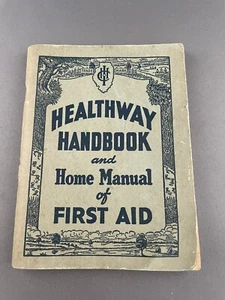 HEALTHWAY
HANDBOOK
and
Home Manual
of
FIRST AID